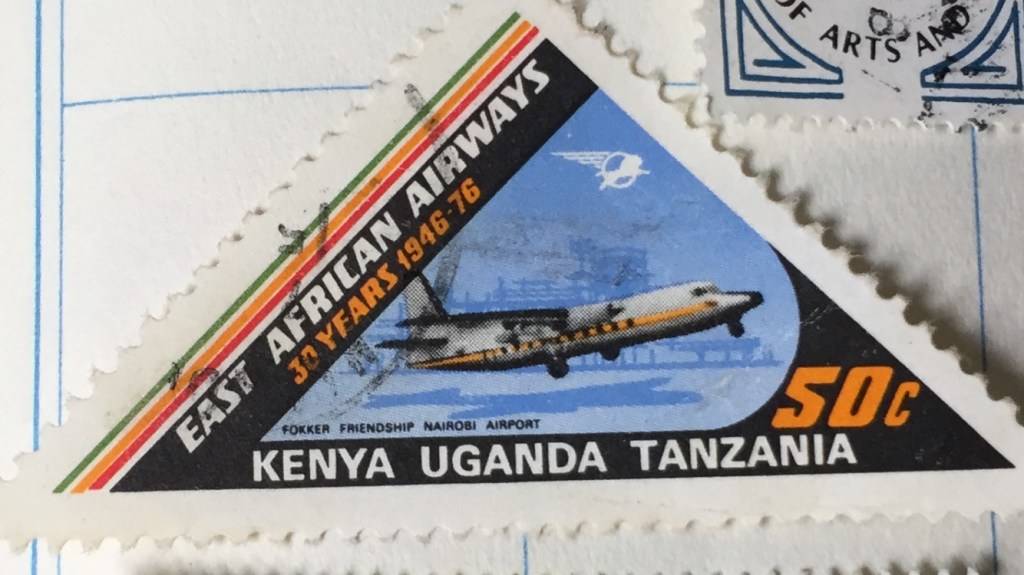 OF ARTS AND
EAST AFRICAN AIRWAYS
30 YEARS 1946-76
50c
FOKKER FRIENDSHIP NAIROBI AIRPORT
KENYA UGANDA TANZANIA